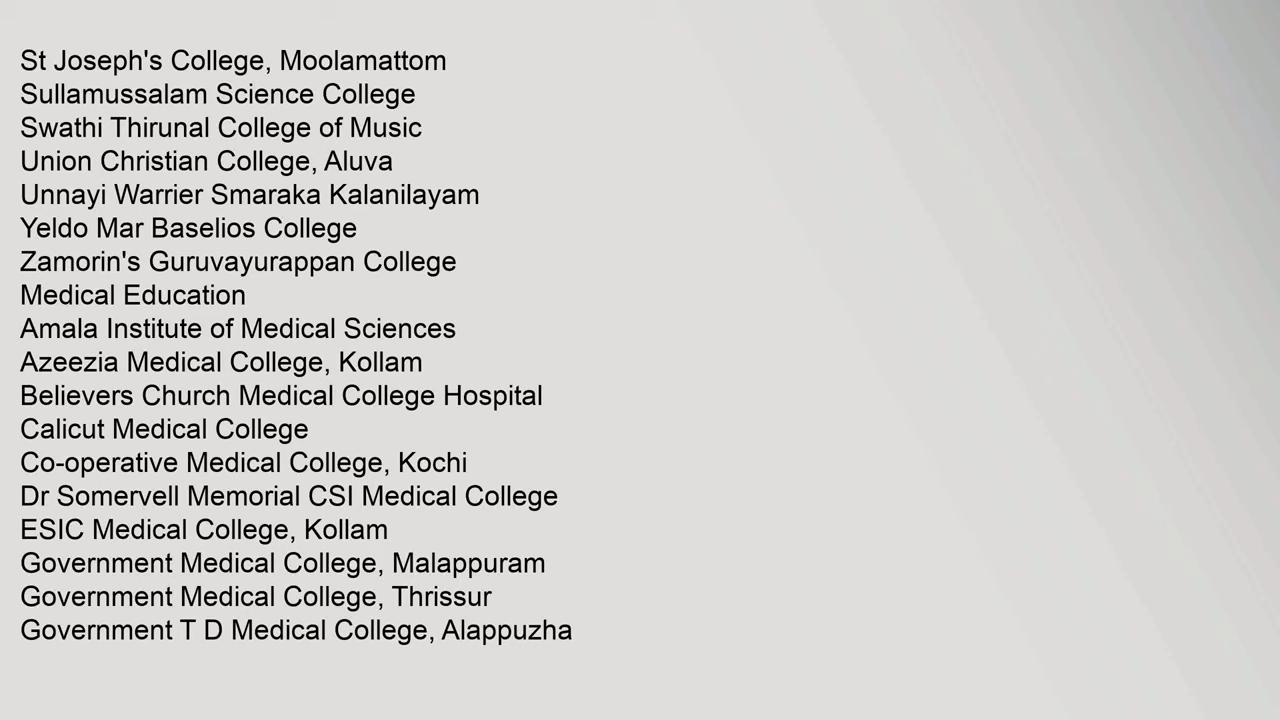 St Joseph's College, Moolamattom
Sullamussalam Science College
Swathi Thirunal College of Music
Union Christian College, Aluva
Unnayi Warrier Smaraka Kalanilayam
Yeldo Mar Baselios College
Zamorin's Guruvayurappan College
Medical Education
Amala Institute of Medical Sciences
Azeezia Medical College, Kollam
Believers Church Medical College Hospital
Calicut Medical College
Co-operative Medical College, Kochi
Dr Somervell Memorial CSI Medical College
ESIC Medical College, Kollam
Government Medical College, Malappuram
Government Medical College, Thrissur
Government T D Medical College, Alappuzha